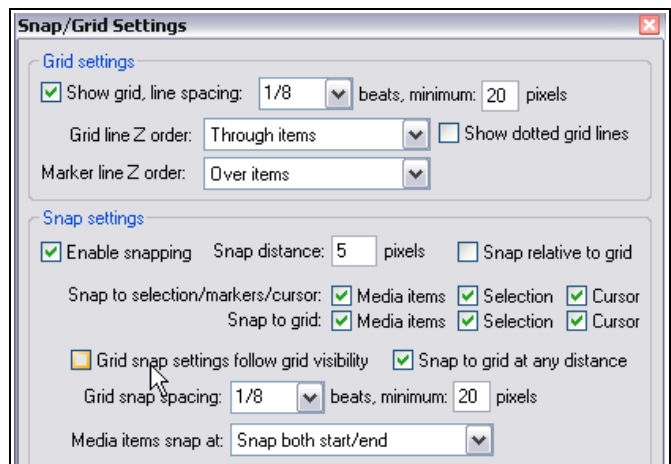 Snap/Grid Settings
Grid settings
Show grid, line spacing: 1/8 beats, minimum: 20 pixels
Grid line Z order: Through items Show dotted grid lines
Marker line Z order: Over items
Snap settings
Enable snapping Snap distance: 5 pixels Snap relative to grid
Snap to selection/markers/cursor: Media items Selection Cursor
Snap to grid: Media items Selection Cursor
Grid snap settings follow grid visibility Snap to grid at any distance
Grid snap spacing: 1/8 beats, minimum: 20 pixels
Media items snap at: Snap both start/end